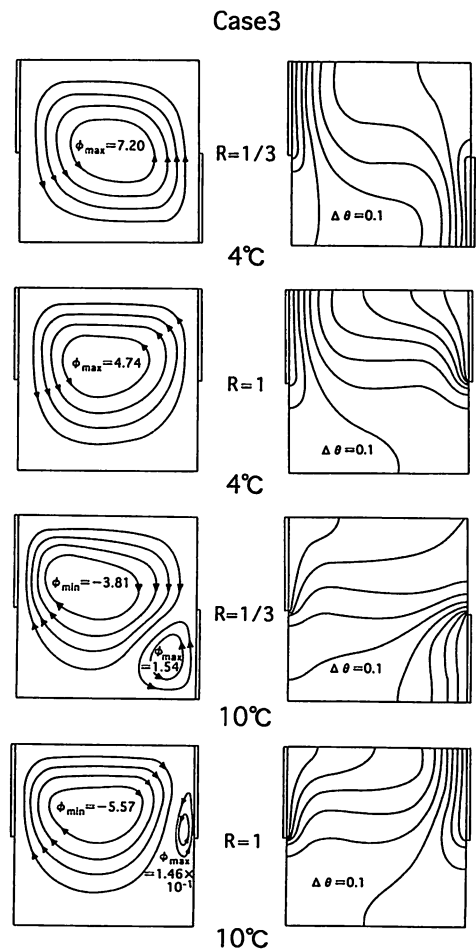 Case3
ϕmax=7.20
R=1/3
Δθ=0.1
4℃
ϕmax=4.74
R=1
Δθ=0.1
4℃
ϕmin=−3.81
R=1/3
ϕmax
=1.54
Δθ=0.1
10℃
ϕmin=−5.57
R=1
ϕmax
=1.46×
10⁻¹
Δθ=0.1
10℃